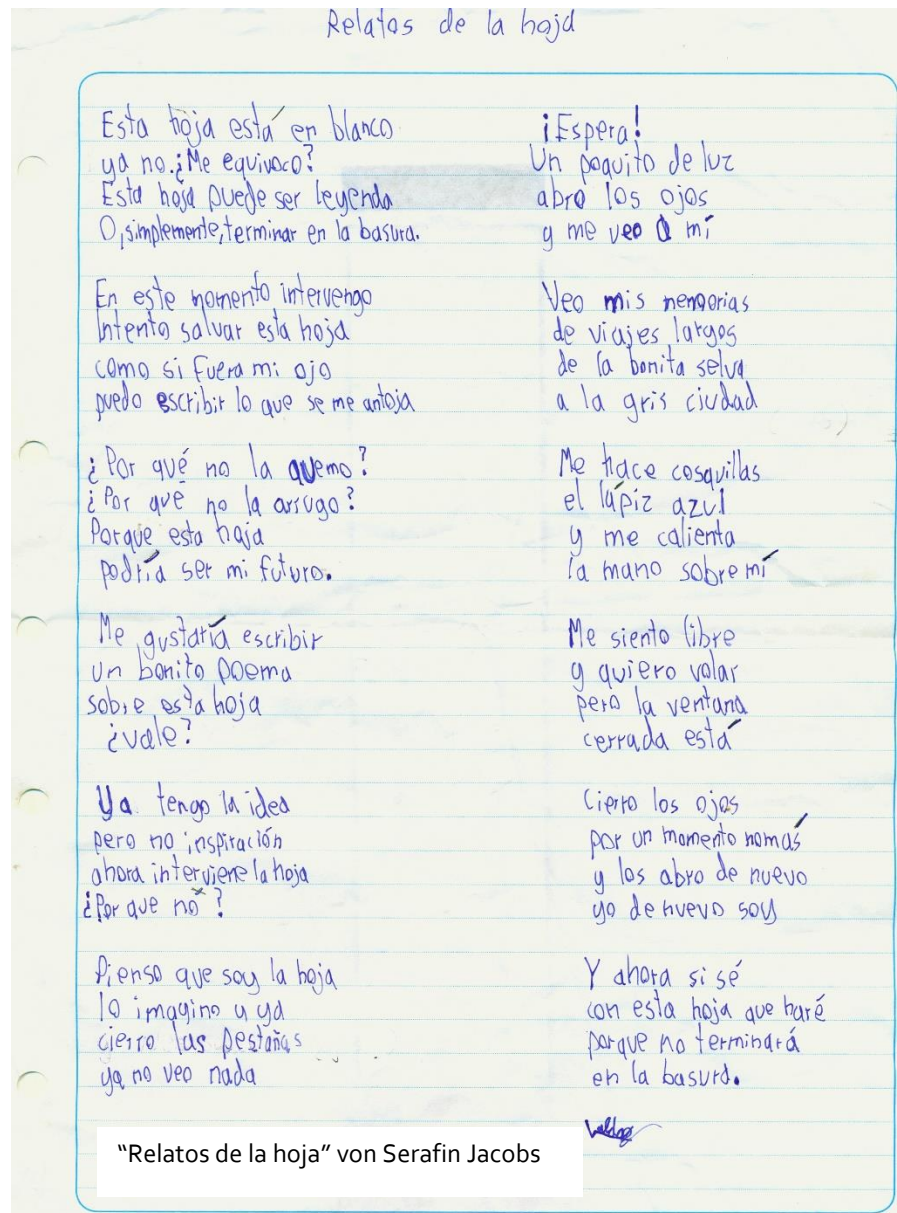 Relatos de la hoja
Esta hoja está en blanco
ya no. ¿Me equivoco?
Esta hoja puede ser leyenda
O, simplemente, terminar en la basura.
En este momento intervengo
Intento salvar esta hoja
como si fuera mi ojo
puedo escribir lo que se me antoja
¿Por qué no la quemo?
¿Por qué no la arrugo?
Porque esta hoja
podría ser mi futuro.
Me gustaría escribir
un bonito poema
sobre esta hoja
¿vale?
Ya tengo la idea
pero no inspiración
ahora interviene la hoja
¿Por que nó?
Pienso que soy la hoja
lo imagino y ya
cierro las pestañas
ya no veo nada
¡Espera!
Un poquito de luz
abro los ojos
y me veo a mí
Veo mis memorias
de viajes largos
de la bonita selva
a la gris ciudad
Me hace cosquillas
el lápiz azul
y me calienta
la mano sobre mí
Me siento libre
y quiero volar
pero la ventana
cerrada está
Cierro los ojos
por un momento nomás
y los abro de nuevo
yo de nuevo soy
Y ahora si sé
con esta hoja que haré
porque no terminará
en la basura.
"Relatos de la hoja" von Serafin Jacobs